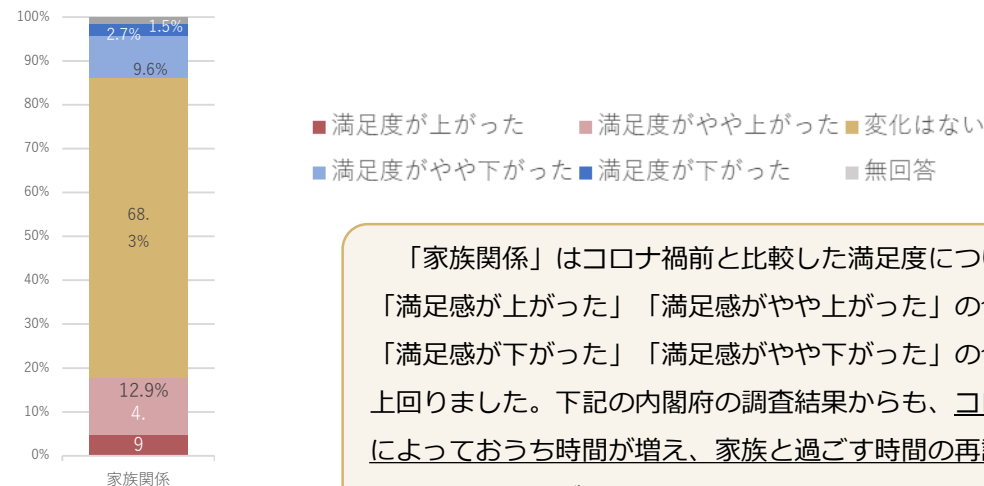 100%
90%
80%
70%
60%
50%
40%
30%
20%
10%
0%
1.5%
2.7%
9.6%
68.
3%
12.9%
4.
9
家族関係
満足度が上がった 満足度がやや上がった 変化はない
満足度がやや下がった 満足度が下がった 無回答
「家族関係」はコロナ禍前と比較した満足度につ
「満足感が上がった」「満足感がやや上がった」の
「満足感が下がった」「満足感がやや下がった」の
上回りました。下記の内閣府の調査結果からも、コ
によっておうち時間が増え、家族と過ごす時間の再